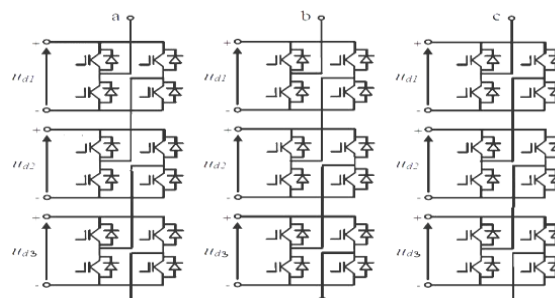 a b c
+ + +
u_d1 u_d1 u_d1
- - -
+ + +
u_d2 u_d2 u_d2
- - -
+ + +
u_d3 u_d3 u_d3
- - -